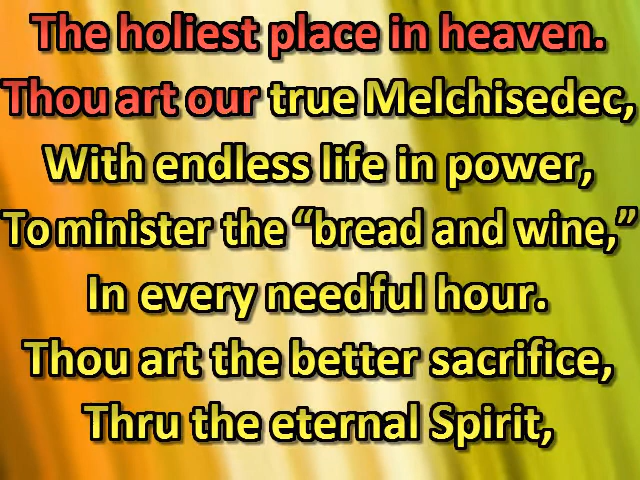 The holiest place in heaven.
Thou art our true Melchisedec,
With endless life in power,
To minister the “bread and wine,”
In every needful hour.
Thou art the better sacrifice,
Thru the eternal Spirit,